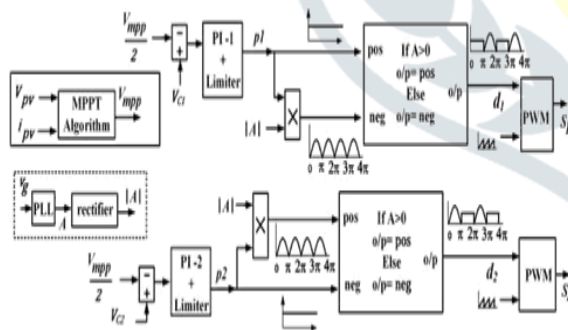 V_mpp / 2
V_C1
PI-1 + Limiter
p1
pos
neg
If A>0
o/p= pos
Else
o/p= neg
o/p
0 π 2π 3π 4π
d₁
PWM
V_pv
i_pv
MPPT Algorithm
V_mpp
|A|
X
0 π 2π 3π 4π
v_g
PLL
A
rectifier
|A|
|A|
X
V_mpp / 2
V_C2
PI-2 + Limiter
p2
0 π 2π 3π 4π
pos
neg
If A>0
o/p= pos
Else
o/p= neg
o/p
0 π 2π 3π 4π
d₂
PWM